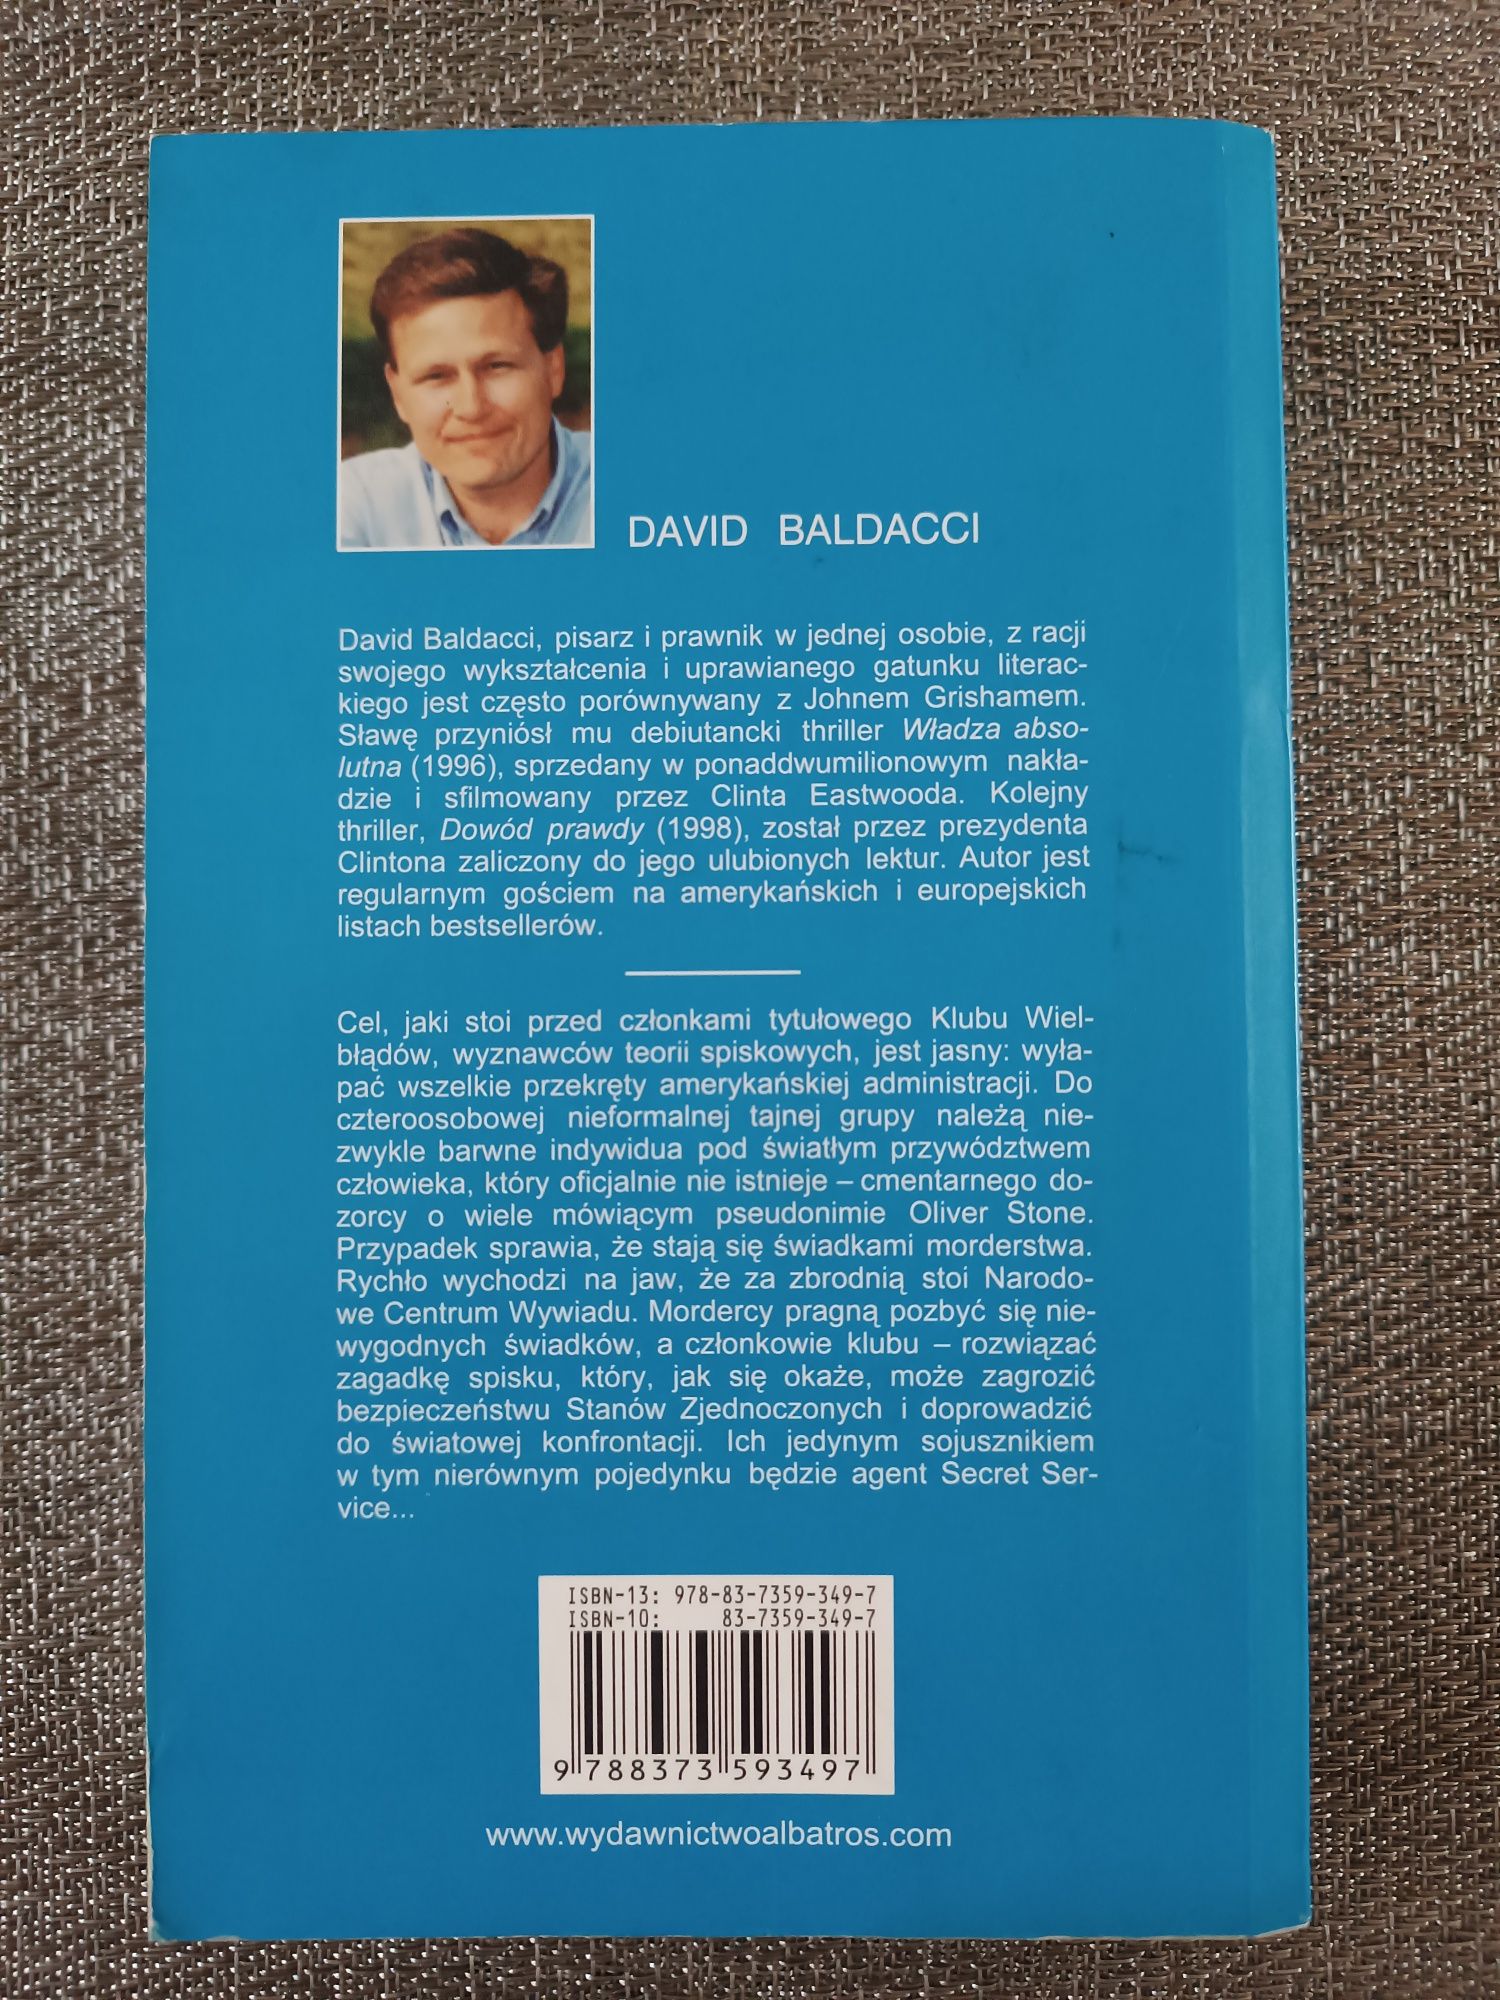 DAVID BALDACCI
David Baldacci, pisarz i prawnik w jednej osobie, z racji
swojego wykształcenia i uprawianego gatunku literac-
kiego jest często porównywany z Johnem Grishamem.
Sławę przyniósł mu debiutancki thriller Władza abso-
lutna (1996), sprzedany w ponaddwumilionowym nakła-
dzie i sfilmowany przez Clinta Eastwooda. Kolejny
thriller, Dowód prawdy (1998), został przez prezydenta
Clintona zaliczony do jego ulubionych lektur. Autor jest
regularnym gościem na amerykańskich i europejskich
listach bestsellerów.
Cel, jaki stoi przed członkami tytułowego Klubu Wiel-
błądów, wyznawców teorii spiskowych, jest jasny: wyła-
pać wszelkie przekręty amerykańskiej administracji. Do
czteroosobowej nieformalnej tajnej grupy należą nie-
zwykle barwne indywidua pod światłym przywództwem
człowieka, który oficjalnie nie istnieje – cmentarnego do-
zorcy o wiele mówiącym pseudonimie Oliver Stone.
Przypadek sprawia, że stają się świadkami morderstwa.
Rychło wychodzi na jaw, że za zbrodnią stoi Narodo-
we Centrum Wywiadu. Mordercy pragną pozbyć się nie-
wygodnych świadków, a członkowie klubu – rozwiązać
zagadkę spisku, który, jak się okaże, może zagrozić
bezpieczeństwu Stanów Zjednoczonych i doprowadzić
do światowej konfrontacji. Ich jedynym sojusznikiem
w tym nierównym pojedynku będzie agent Secret Ser-
vice...
ISBN-13: 978-83-7359-349-7
ISBN-10: 83-7359-349-7
9 788373 593497
www.wydawnictwoalbatros.com